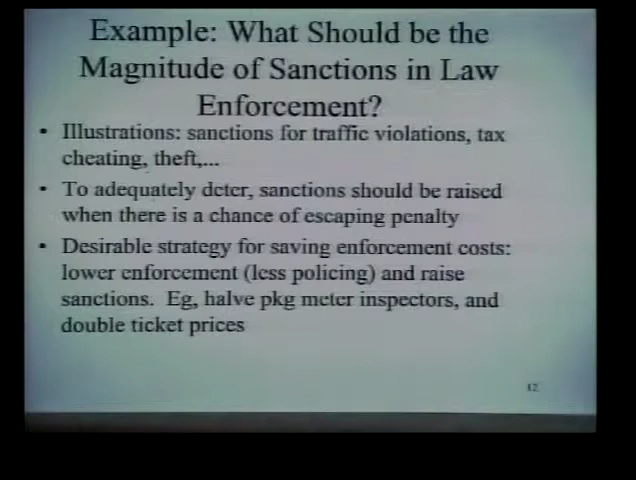 Example: What Should be the
Magnitude of Sanctions in Law
Enforcement?
• Illustrations: sanctions for traffic violations, tax
cheating, theft,...
• To adequately deter, sanctions should be raised
when there is a chance of escaping penalty
• Desirable strategy for saving enforcement costs:
lower enforcement (less policing) and raise
sanctions. Eg, halve pkg meter inspectors, and
double ticket prices
12